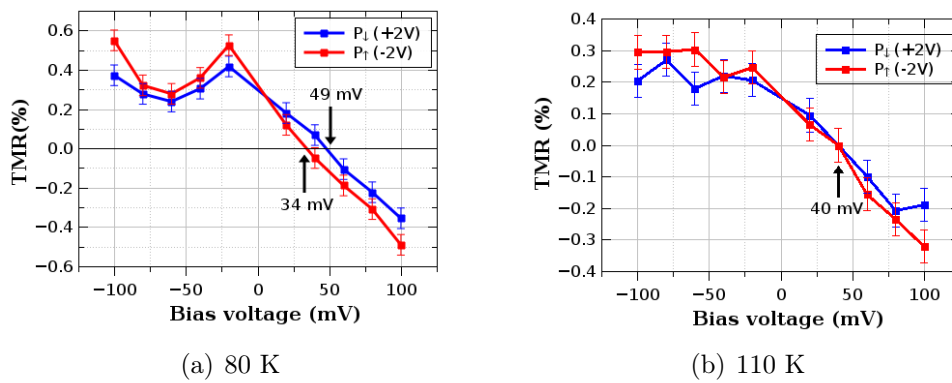 P↓ (+2V)
P↑ (-2V)
49 mV
34 mV
TMR(%)
0.6
0.4
0.2
0.0
−0.2
−0.4
−0.6
−100
−50
0
50
100
Bias voltage (mV)
(a) 80 K
P↓ (+2V)
P↑ (-2V)
40 mV
TMR (%)
0.4
0.3
0.2
0.1
0.0
−0.1
−0.2
−0.3
−0.4
−100
−50
0
50
100
Bias voltage (mV)
(b) 110 K